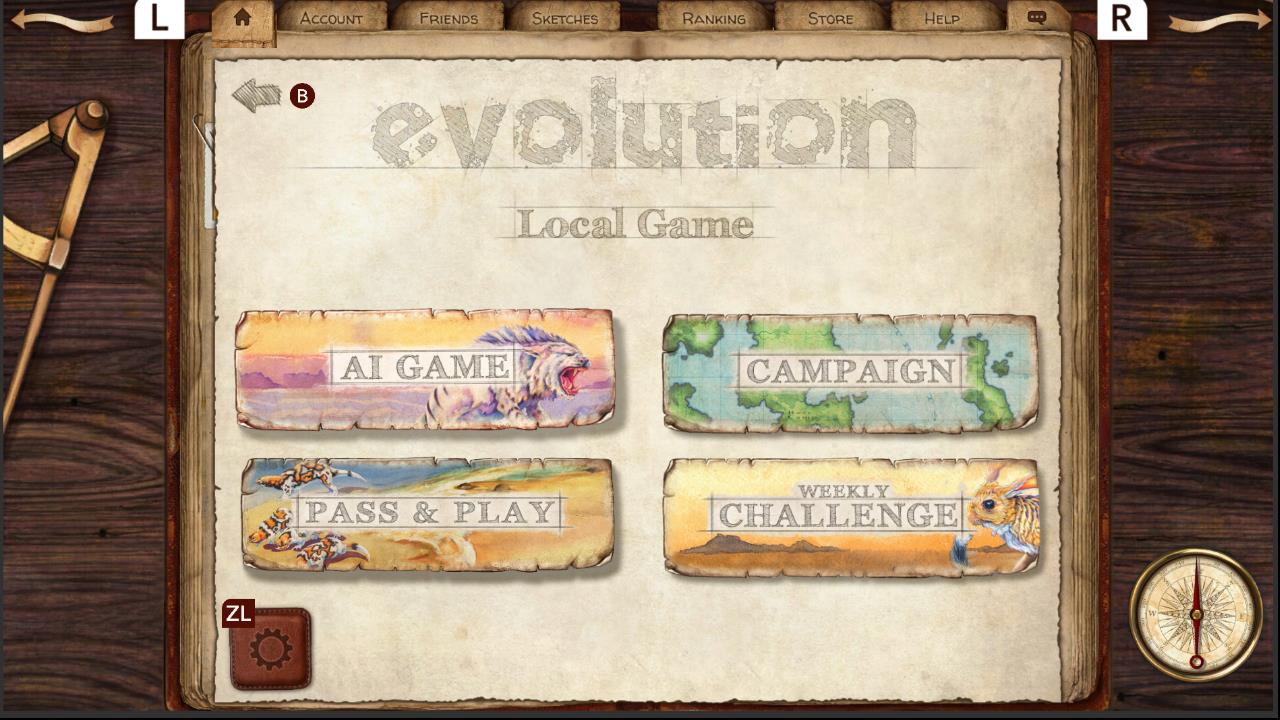 L
ACCOUNT
FRIENDS
SKETCHES
RANKING
STORE
HELP
R
B
evolution
Local Game
AI GAME
CAMPAIGN
PASS & PLAY
WEEKLY
CHALLENGE
ZL